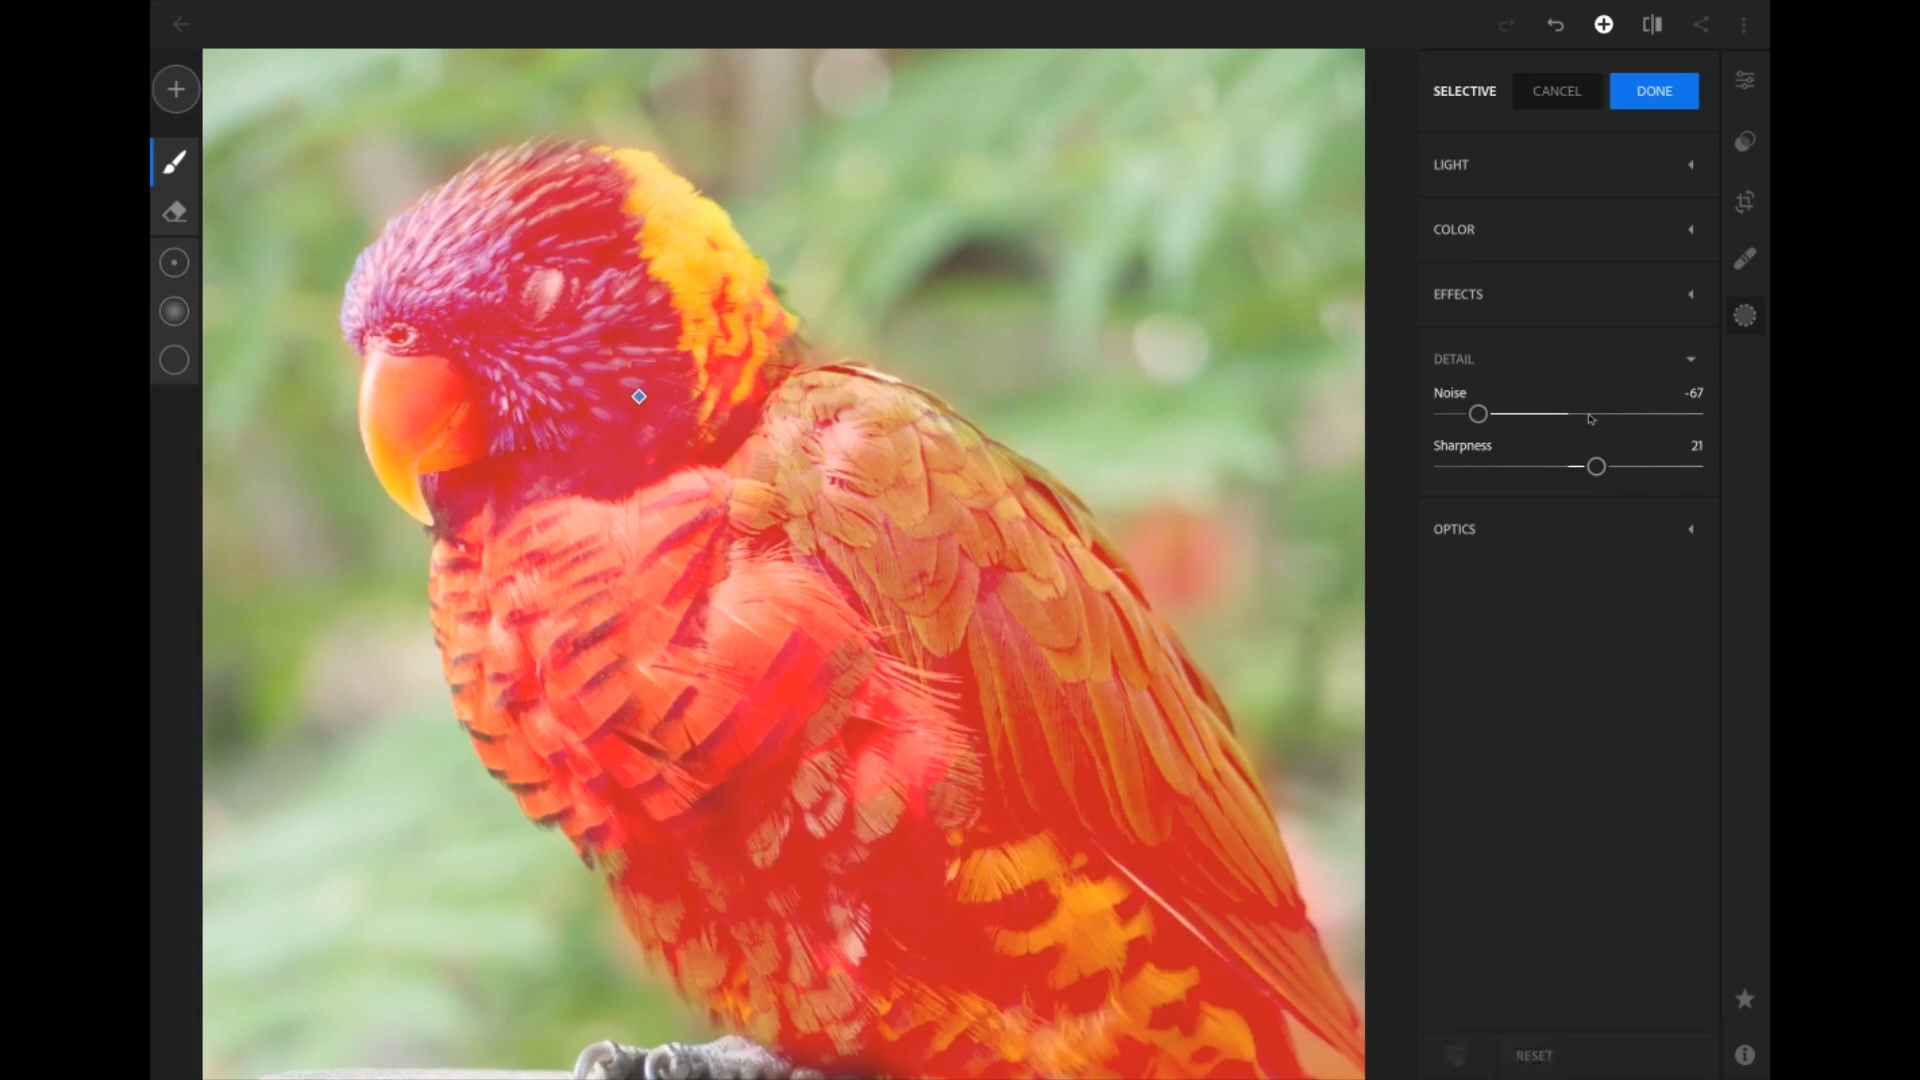 SELECTIVE CANCEL DONE
LIGHT
COLOR
EFFECTS
DETAIL
Noise -67
Sharpness 21
OPTICS
RESET